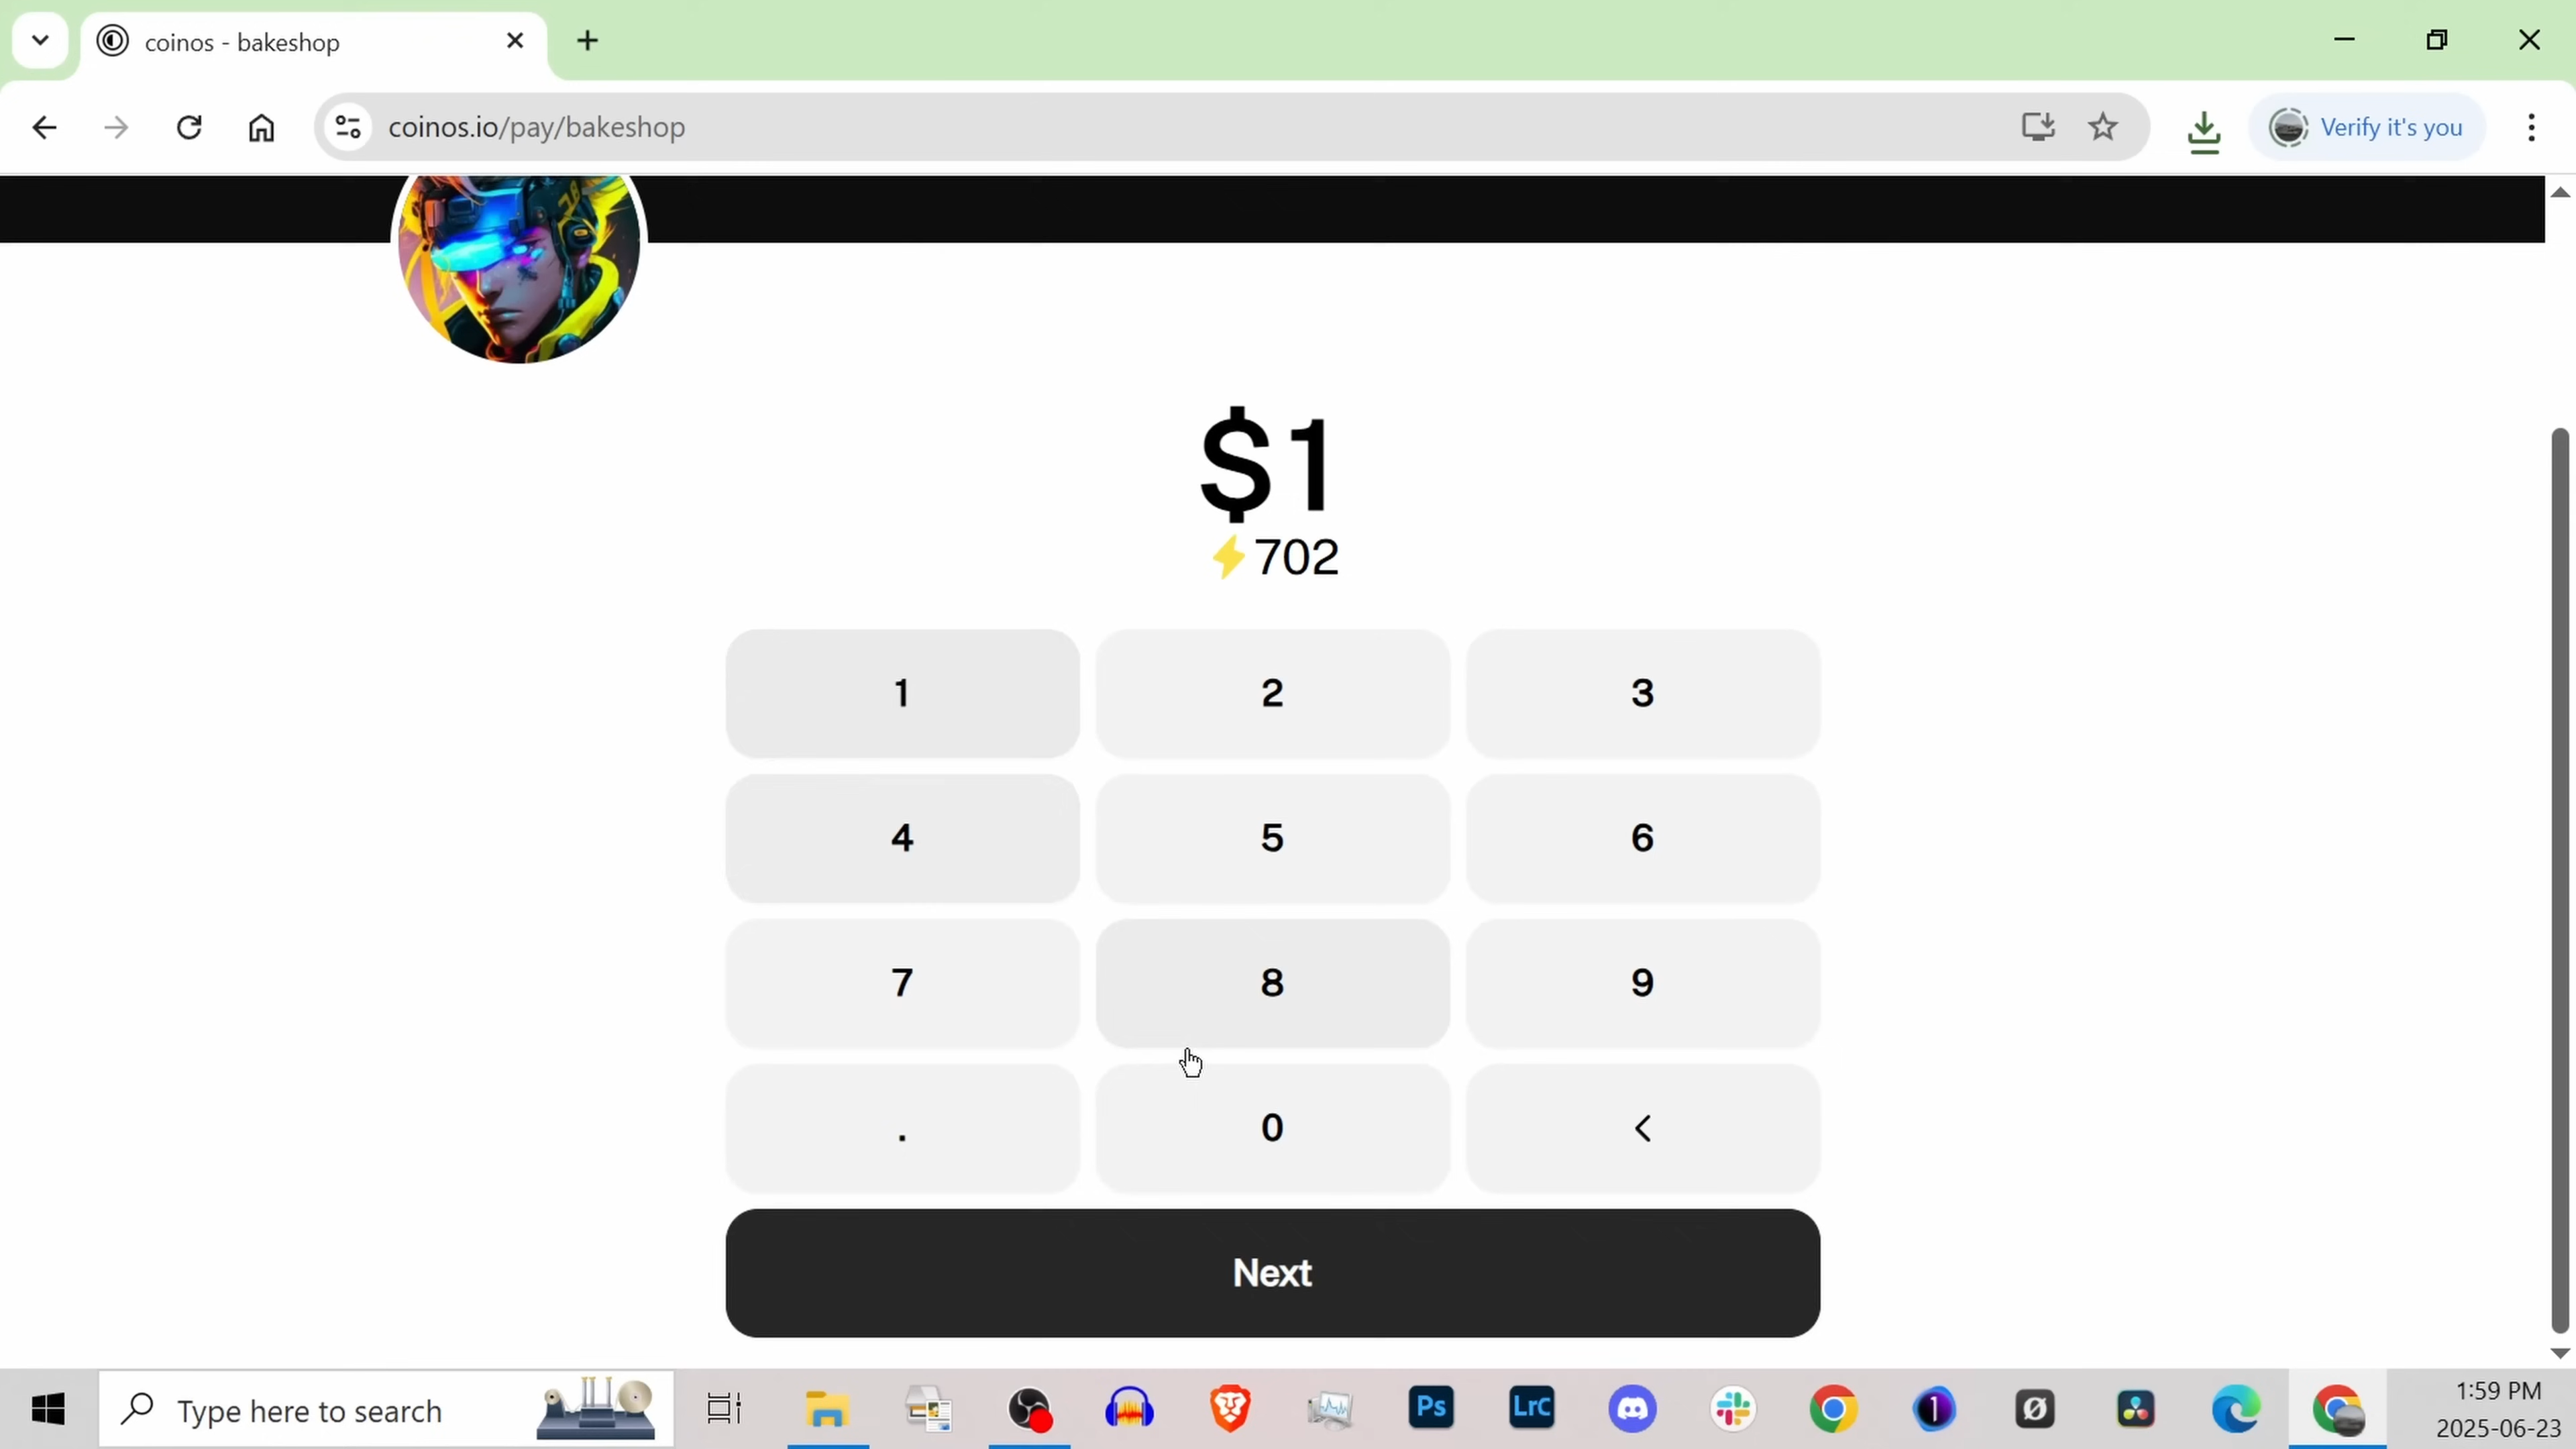 coinos - bakeshop
coinos.io/pay/bakeshop
Verify it's you
$1
⚡702
1 2 3
4 5 6
7 8 9
. 0 <
Next
Type here to search
Ps
LrC
1:59 PM
2025-06-23